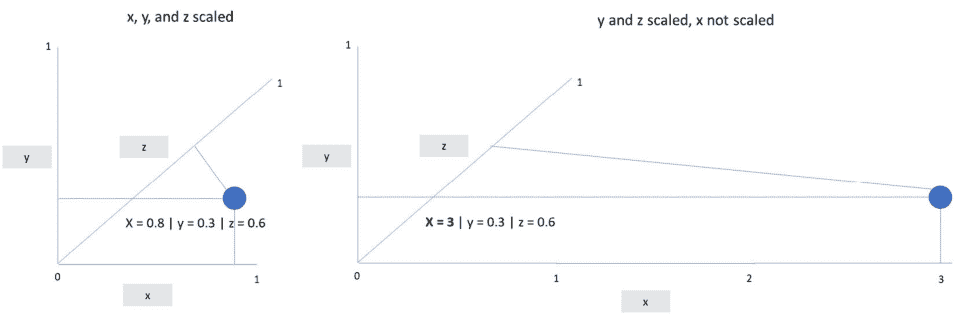 x, y, and z scaled
1
1
z
y
X = 0.8 | y = 0.3 | z = 0.6
0
1
x
y and z scaled, x not scaled
1
1
z
y
X = 3 | y = 0.3 | z = 0.6
0
1
2
3
x